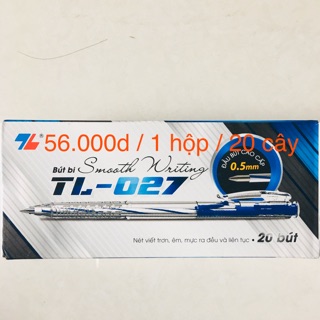 TL®
56.000d / 1 hộp / 20 cây
ĐẦU BÚT CAO CẤP
0.5mm
Bút bi Smooth Writing
TL-027
Nét viết trơn, êm, mực ra đều và liên tục • 20 bút